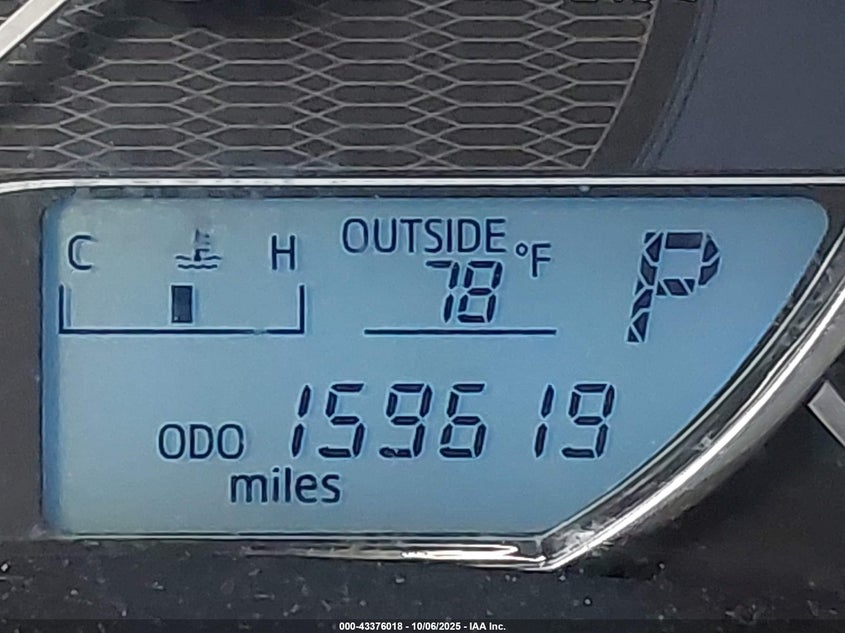 OUTSIDE
C H °F
78 P
ODO 159619
miles
000-43376018 - 10/06/2025 - IAA Inc.